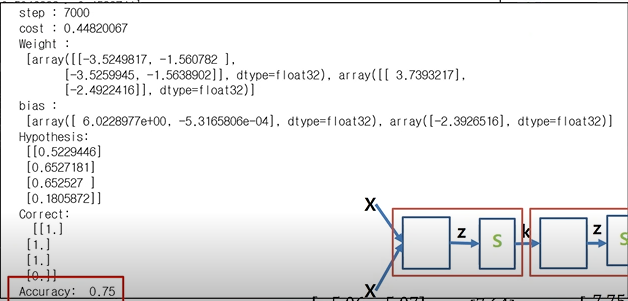 step : 7000
cost : 0.44820067
Weight :
[array([[-3.5249817, -1.560782 ],
[-3.5259945, -1.5638902]], dtype=float32), array([[ 3.7393217],
[-2.4922416]], dtype=float32)]
bias :
[array([ 6.0228977e+00, -5.3165806e-04], dtype=float32), array([-2.3926516], dtype=float32)]
Hypothesis:
[[0.5229446]
[0.6527181]
[0.652527 ]
[0.1805872]]
Correct:
[[1.]
[1.]
[1.]
[0.]]
Accuracy: 0.75
X
z
S
k
z
S
X